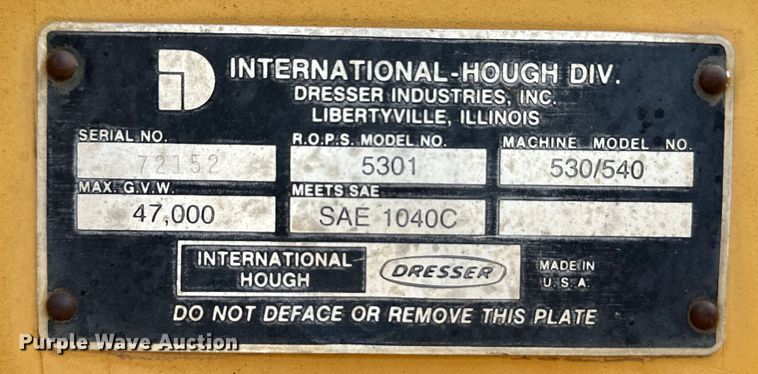 INTERNATIONAL-HOUGH DIV.
DRESSER INDUSTRIES, INC.
LIBERTYVILLE, ILLINOIS
SERIAL NO. R.O.P.S. MODEL NO. MACHINE MODEL NO.
72152 5301 530/540
MAX. G.V.W. MEETS SAE
47,000 SAE 1040C
INTERNATIONAL HOUGH
DRESSER
MADE IN U.S.A.
DO NOT DEFACE OR REMOVE THIS PLATE
Purple Wave Auction